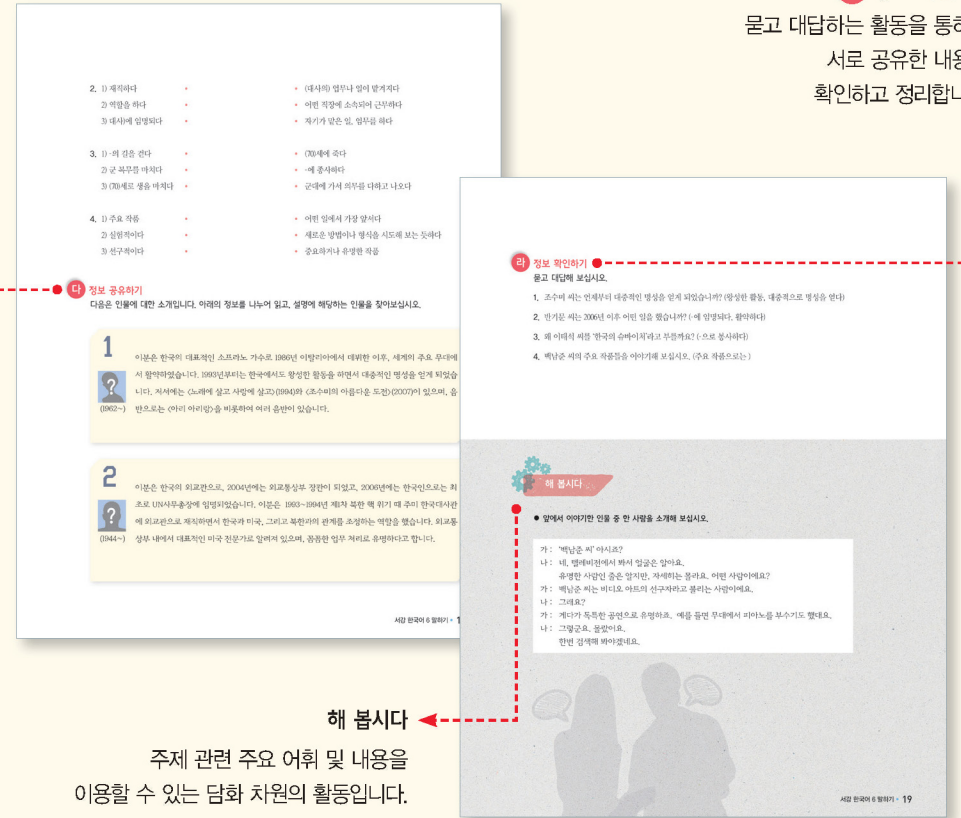 묻고 대답하는 활동을 통하
서로 공유한 내용
확인하고 정리합니
2. 1) 재직하다 • • (대사의) 업무나 일이 맡겨지다
2) 역할을 하다 • • 어떤 직장에 소속되어 근무하다
3) 대사에 임명되다 • • 자기가 맡은 일, 임무를 하다
3. 1) -의 길을 걷다 • • (70)세에 죽다
2) 군 복무를 마치다 • • -에 종사하다
3) (70)세로 생을 마치다 • • 군대에 가서 의무를 다하고 나오다
4. 1) 주요 작품 • • 어떤 일에서 가장 앞서다
2) 실험적이다 • • 새로운 방법이나 형식을 시도해 보는 듯하다
3) 선구적이다 • • 중요하거나 유명한 작품
다 정보 공유하기
다음은 인물에 대한 소개입니다. 아래의 정보를 나누어 읽고, 설명에 해당하는 인물을 찾아보십시오.
1
이분은 한국의 대표적인 소프라노 가수로 1986년 이탈리아에서 데뷔한 이후, 세계의 주요 무대에
서 활약하였습니다. 1993년부터는 한국에서도 왕성한 활동을 하면서 대중적인 명성을 얻게 되었습
니다. 저서에는 <노래에 살고 사랑에 살고>(1994)와 <조수미의 아름다운 도전>(2007)이 있으며, 음
(1962~) 반으로는 <아리 아리랑>을 비롯하여 여러 음반이 있습니다.
2
이분은 한국의 외교관으로, 2004년에는 외교통상부 장관이 되었고, 2006년에는 한국인으로는 최
초로 UN사무총장에 임명되었습니다. 이분은 1993~1994년 제1차 북한 핵 위기 때 주미 한국대사관
에 외교관으로 재직하면서 한국과 미국, 그리고 북한과의 관계를 조정하는 역할을 했습니다. 외교통
(1944~) 상부 내에서 대표적인 미국 전문가로 알려져 있으며, 꼼꼼한 업무 처리로 유명하다고 합니다.
서강 한국어 6 말하기 • 1
라 정보 확인하기
묻고 대답해 보십시오.
1. 조수미 씨는 언제부터 대중적인 명성을 얻게 되었습니까? (왕성한 활동, 대중적으로 명성을 얻다)
2. 반기문 씨는 2006년 이후 어떤 일을 했습니까? (-에 임명되다, 활약하다)
3. 왜 이태석 씨를 '한국의 슈바이처'라고 부를까요? (-으로 봉사하다)
4. 백남준 씨의 주요 작품들을 이야기해 보십시오. (주요 작품으로는 )
해 봅시다
● 앞에서 이야기한 인물 중 한 사람을 소개해 보십시오.
가 : '백남준 씨' 아시죠?
나 : 네, 텔레비전에서 봐서 얼굴은 알아요.
유명한 사람인 줄은 알지만, 자세히는 몰라요. 어떤 사람이에요?
가 : 백남준 씨는 비디오 아트의 선구자라고 불리는 사람이에요.
나 : 그래요?
가 : 게다가 독특한 공연으로 유명하죠. 예를 들면 무대에서 피아노를 부수기도 했대요.
나 : 그렇군요. 몰랐어요.
한번 검색해 봐야겠네요.
서강 한국어 6 말하기 • 19
해 봅시다
주제 관련 주요 어휘 및 내용을
이용할 수 있는 담화 차원의 활동입니다.